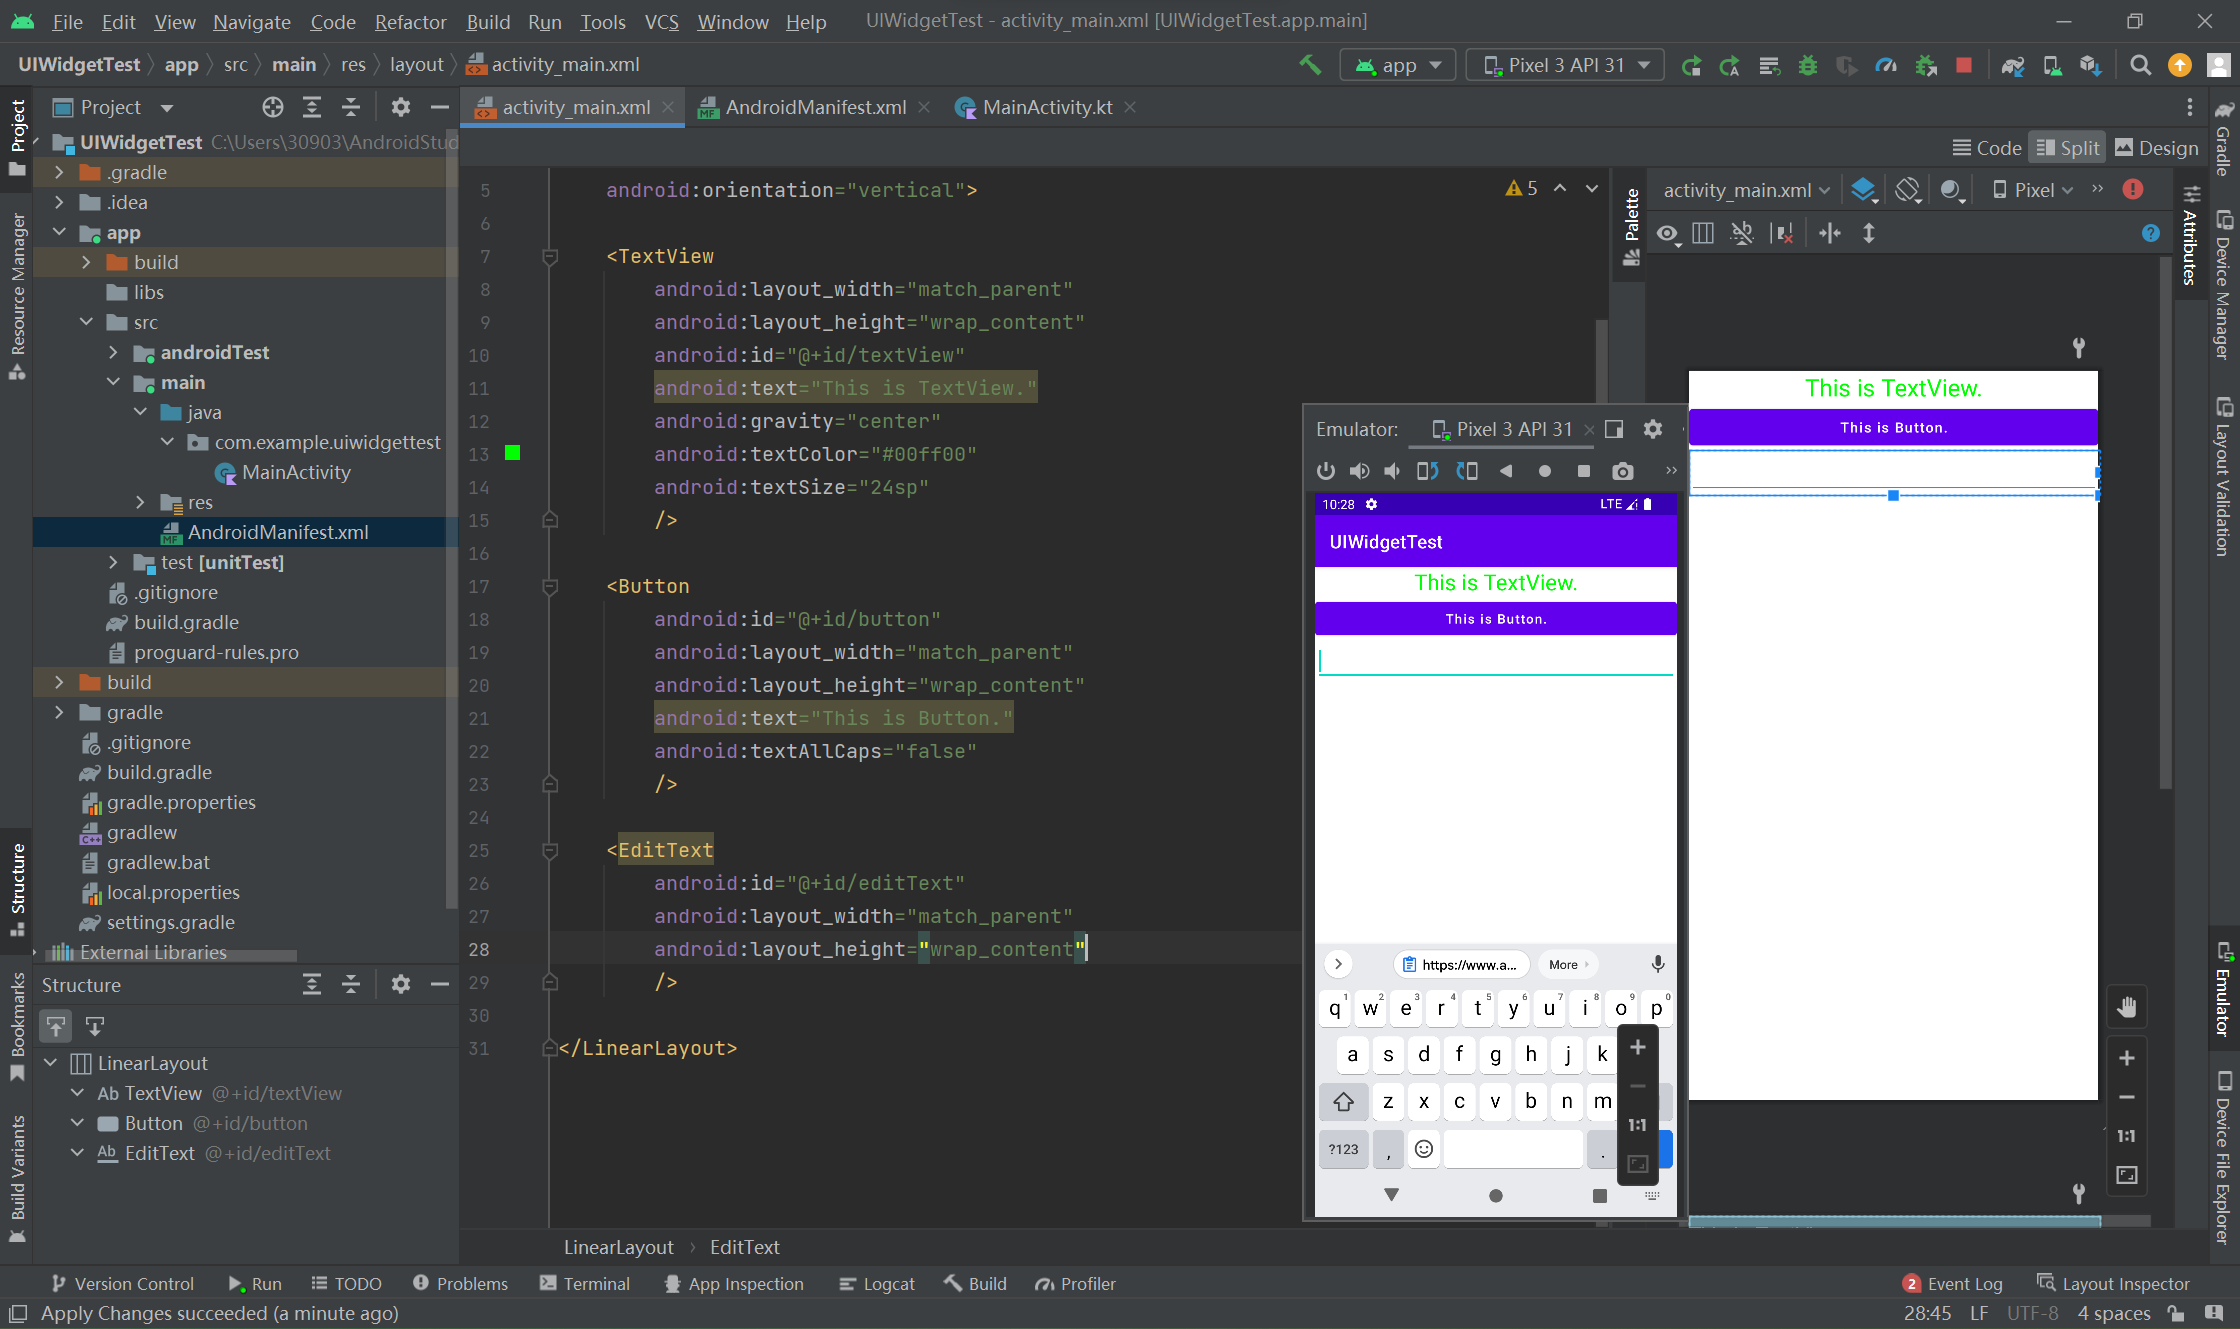 File Edit View Navigate Code Refactor Build Run Tools VCS Window Help UIWidgetTest - activity_main.xml [UIWidgetTest.app.main]
UIWidgetTest app src main res layout activity_main.xml
app Pixel 3 API 31
Project
activity_main.xml AndroidManifest.xml MainActivity.kt
Code Split Design
UIWidgetTest C:\Users\30903\AndroidStud
.gradle
.idea
app
build
libs
src
androidTest
main
java
com.example.uiwidgettest
MainActivity
res
AndroidManifest.xml
test [unitTest]
.gitignore
build.gradle
proguard-rules.pro
build
gradle
.gitignore
build.gradle
gradle.properties
gradlew
gradlew.bat
local.properties
settings.gradle
External Libraries
Structure
LinearLayout
TextView @+id/textView
Button @+id/button
EditText @+id/editText
Project
Resource Manager
Structure
Bookmarks
Build Variants
5 android:orientation="vertical">
6
7 <TextView
8 android:layout_width="match_parent"
9 android:layout_height="wrap_content"
10 android:id="@+id/textView"
11 android:text="This is TextView."
12 android:gravity="center"
13 android:textColor="#00ff00"
14 android:textSize="24sp"
15 />
16
17 <Button
18 android:id="@+id/button"
19 android:layout_width="match_parent"
20 android:layout_height="wrap_content"
21 android:text="This is Button."
22 android:textAllCaps="false"
23 />
24
25 <EditText
26 android:id="@+id/editText"
27 android:layout_width="match_parent"
28 android:layout_height="wrap_content"
29 />
30
31 </LinearLayout>
5
LinearLayout EditText
Palette
activity_main.xml Pixel
This is TextView.
This is Button.
1:1
Emulator: Pixel 3 API 31
10:28 LTE
UIWidgetTest
This is TextView.
This is Button.
https://www.a... More
q1 w2 e3 r4 t5 y6 u7 i8 o9 p0
a s d f g h j k
z x c v b n m
?123 , .
1:1
Attributes
Gradle
Device Manager
Layout Validation
Emulator
Device File Explorer
Version Control Run TODO Problems Terminal App Inspection Logcat Build Profiler 2 Event Log Layout Inspector
Apply Changes succeeded (a minute ago) 28:45 LF UTF-8 4 spaces